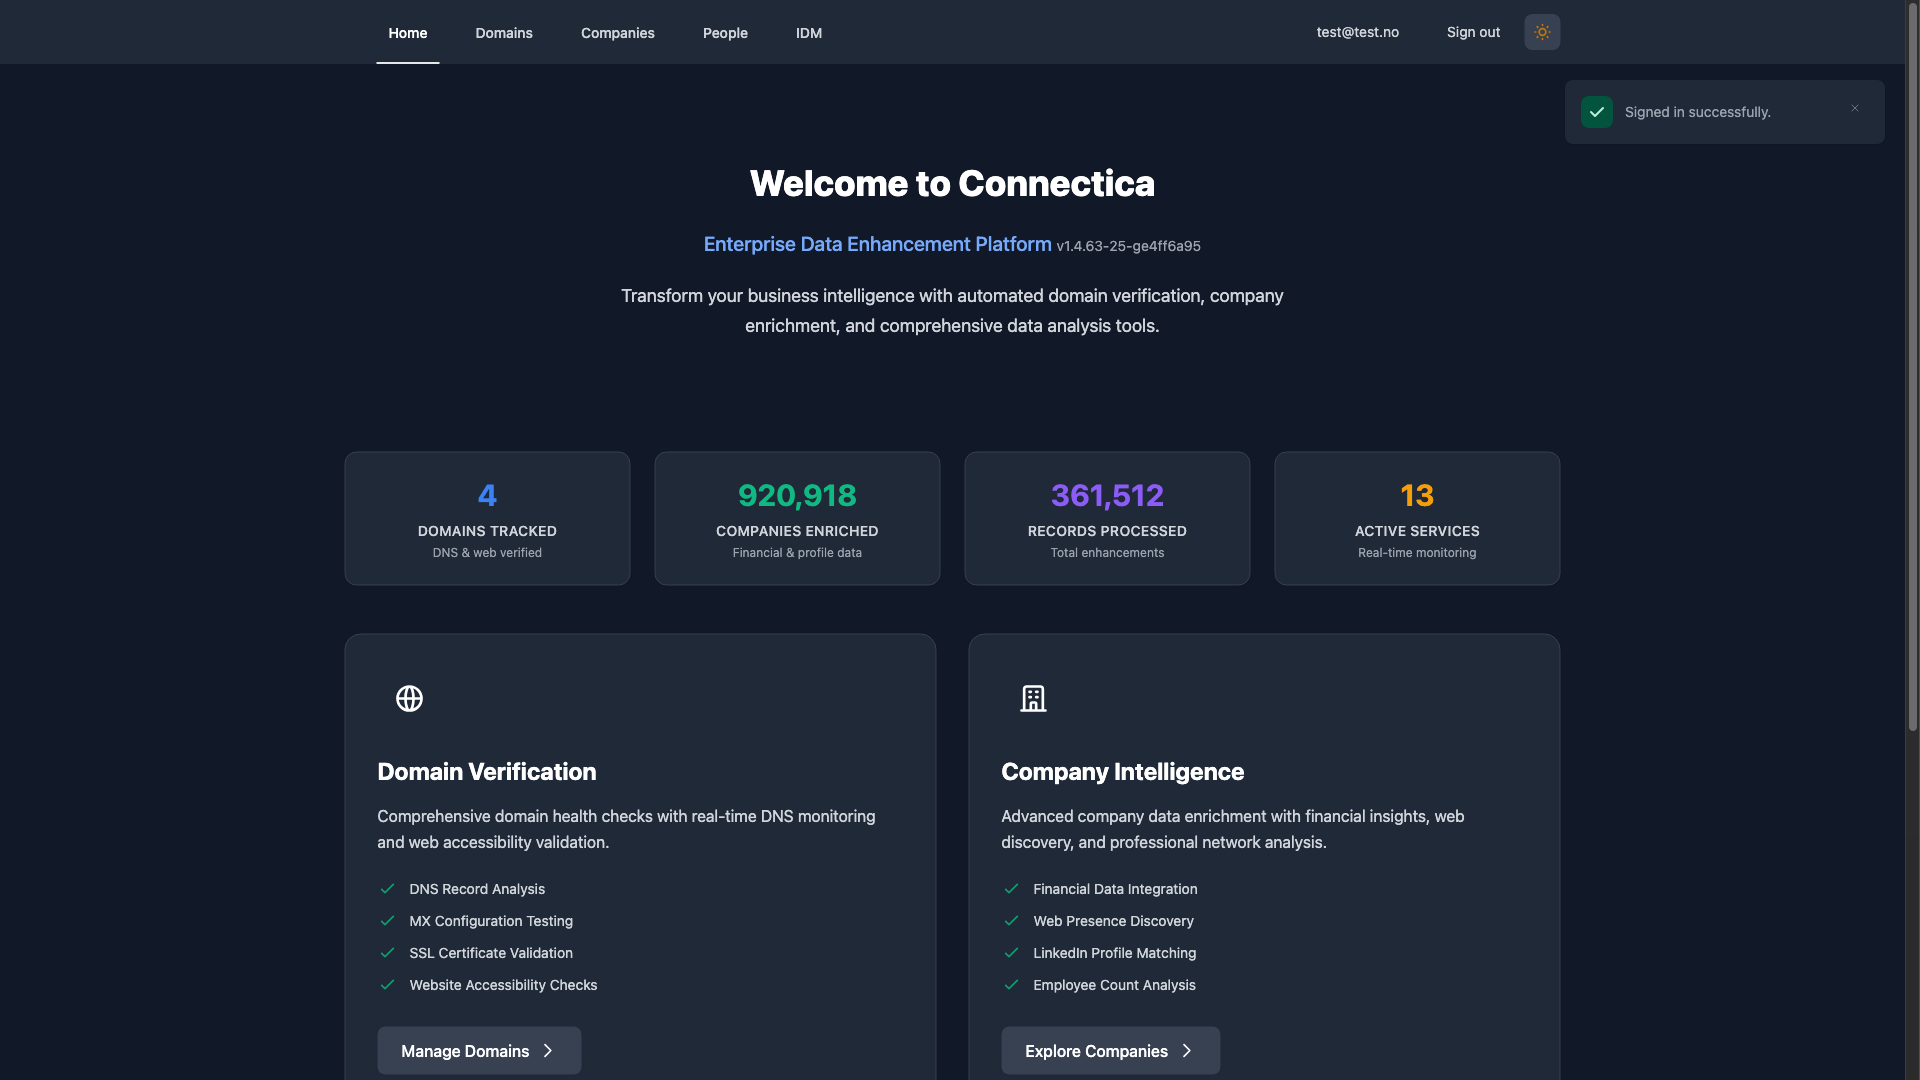 Home
Domains
Companies
People
IDM
test@test.no
Sign out
Signed in successfully.
Welcome to Connectica
Enterprise Data Enhancement Platform v1.4.63-25-ge4ff6a95
Transform your business intelligence with automated domain verification, company
enrichment, and comprehensive data analysis tools.
4
DOMAINS TRACKED
DNS & web verified
920,918
COMPANIES ENRICHED
Financial & profile data
361,512
RECORDS PROCESSED
Total enhancements
13
ACTIVE SERVICES
Real-time monitoring
Domain Verification
Comprehensive domain health checks with real-time DNS monitoring
and web accessibility validation.
DNS Record Analysis
MX Configuration Testing
SSL Certificate Validation
Website Accessibility Checks
Manage Domains
Company Intelligence
Advanced company data enrichment with financial insights, web
discovery, and professional network analysis.
Financial Data Integration
Web Presence Discovery
LinkedIn Profile Matching
Employee Count Analysis
Explore Companies